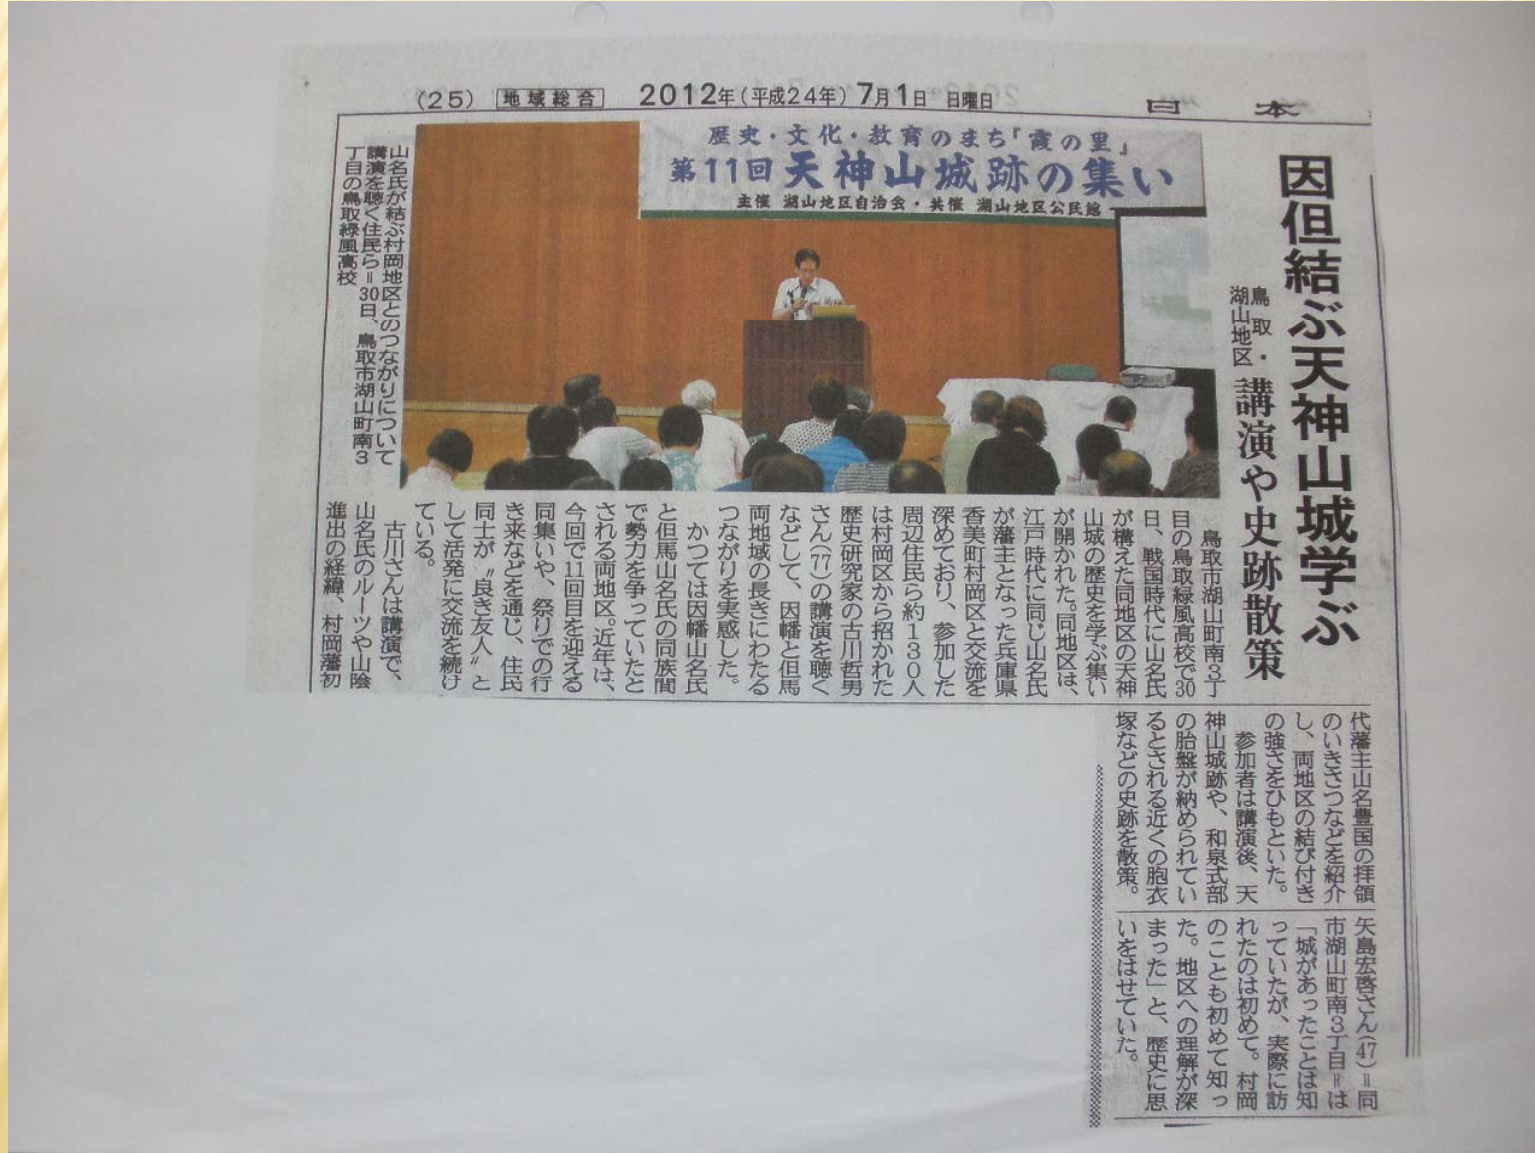 (25) 地域総合 2012年(平成24年)7月1日 日曜日 日本
因但結ぶ天神山城学ぶ
鳥取・
湖山地区
講演や史跡散策
歴史・文化・教育のまち「霞の里」
第11回天神山城跡の集い
主催 湖山地区自治会・共催 湖山地区公民館
山名氏が結ぶ村岡地区とのつながりについて
講演を聴く住民ら=30日、鳥取市湖山町南3
丁目の鳥取緑風高校
鳥取市湖山町南3丁
目の鳥取緑風高校で30
日、戦国時代に山名氏
が構えた同地区の天神
山城の歴史を学ぶ集い
が開かれた。同地区は、
江戸時代に同じ山名氏
が藩主となった兵庫県
香美町村岡区と交流を
深めており、参加した
周辺住民ら約130人
は村岡区から招かれた
歴史研究家の古川哲男
さん(77)の講演を聴く
などして、因幡と但馬
両地域の長きにわたる
つながりを実感した。
かつては因幡山名氏
と但馬山名氏の同族間
で勢力を争っていたと
される両地区。近年は、
今回で11回目を迎える
同集いや、祭りでの行
き来などを通じ、住民
同士が〝良き友人〟と
して活発に交流を続け
ている。
古川さんは講演で、
山名氏のルーツや山陰
進出の経緯、村岡藩初
代藩主山名豊国の拝領
のいきさつなどを紹介
し、両地区の結び付き
の強さをひもといた。
参加者は講演後、天
神山城跡や、和泉式部
の胎盤が納められてい
るとされる近くの胞衣
塚などの史跡を散策。
矢島宏啓さん(47)=同
市湖山町南3丁目=は
「城があったことは知
っていたが、実際に訪
れたのは初めて。村岡
のことも初めて知っ
た。地区への理解が深
まった」と、歴史に思
いをはせていた。